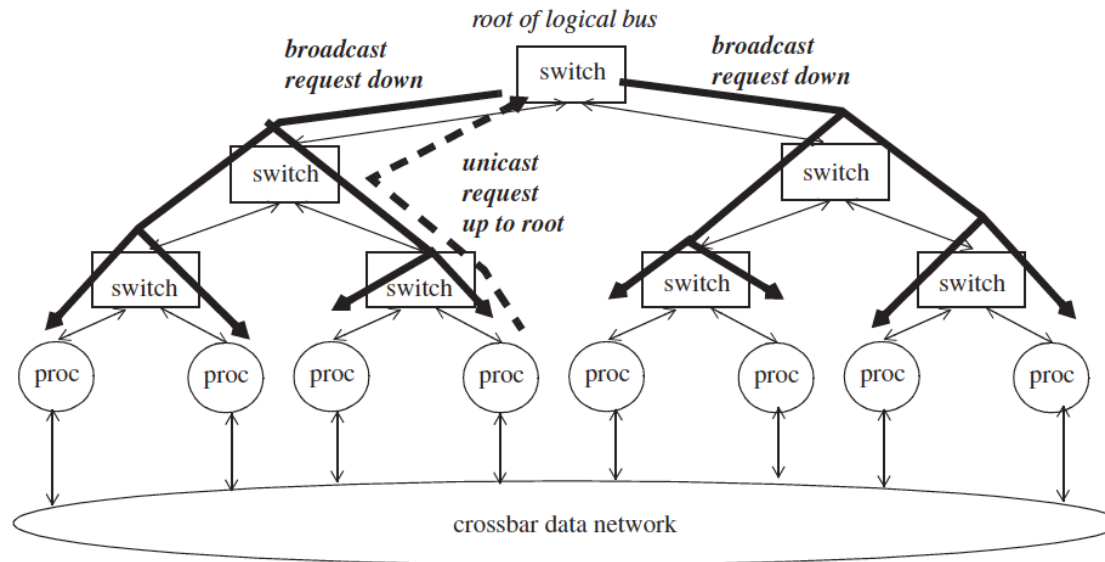 root of logical bus
broadcast
request down
broadcast
request down
switch
unicast
request
up to root
switch
switch
switch
switch
switch
switch
proc
proc
proc
proc
proc
proc
proc
proc
crossbar data network